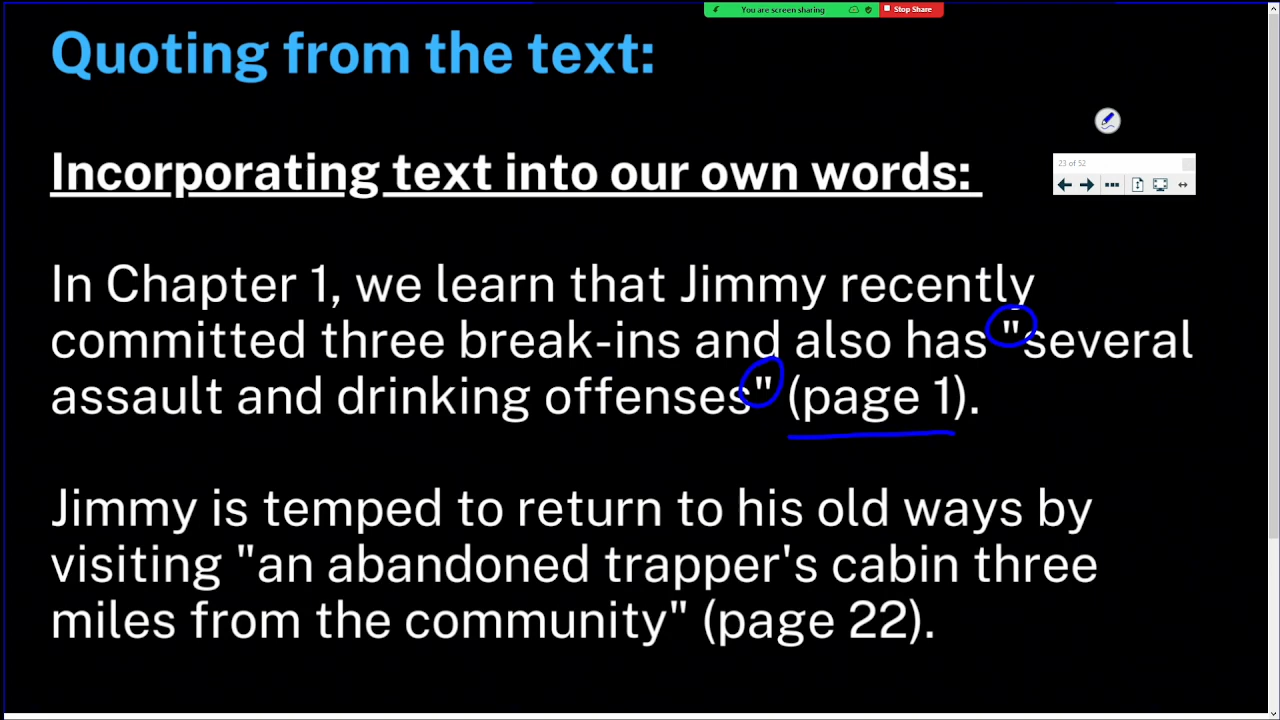 You are screen sharing
Stop Share
Quoting from the text:
23 of 52
Incorporating text into our own words:
In Chapter 1, we learn that Jimmy recently
committed three break-ins and also has "several
assault and drinking offenses" (page 1).
Jimmy is temped to return to his old ways by
visiting "an abandoned trapper's cabin three
miles from the community" (page 22).